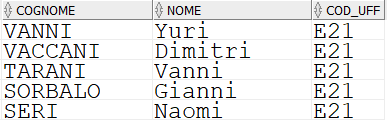 COGNOME NOME COD_UFF
VANNI Yuri E21
VACCANI Dimitri E21
TARANI Vanni E21
SORBALO Gianni E21
SERI Naomi E21